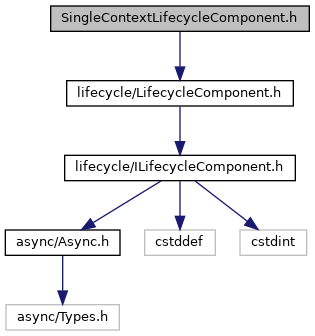 SingleContextLifecycleComponent.h
lifecycle/LifecycleComponent.h
lifecycle/ILifecycleComponent.h
async/Async.h
cstddef
cstdint
async/Types.h